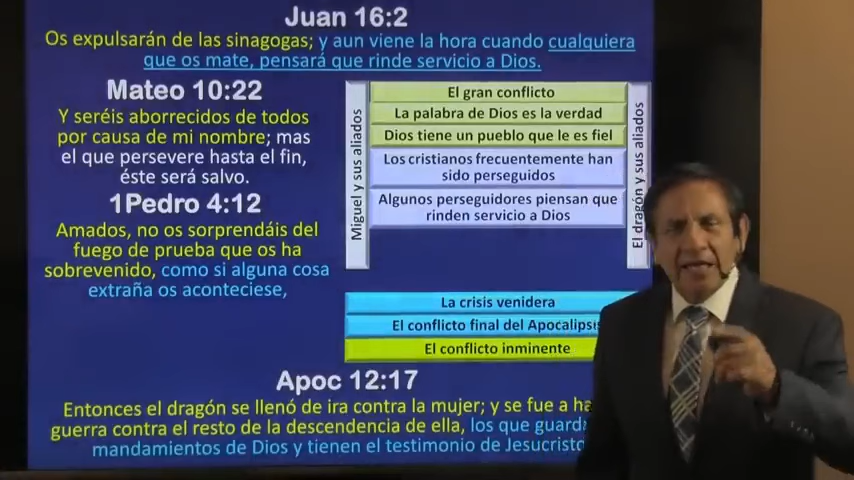 Juan 16:2
Os expulsarán de las sinagogas; y aun viene la hora cuando cualquiera
que os mate, pensará que rinde servicio a Dios.
Mateo 10:22
Y seréis aborrecidos de todos
por causa de mi nombre; mas
el que persevere hasta el fin,
éste será salvo.
1Pedro 4:12
Amados, no os sorprendáis del
fuego de prueba que os ha
sobrevenido, como si alguna cosa
extraña os aconteciese,
Miguel y sus aliados
El gran conflicto
La palabra de Dios es la verdad
Dios tiene un pueblo que le es fiel
Los cristianos frecuentemente han
sido perseguidos
Algunos perseguidores piensan que
rinden servicio a Dios
El dragón y sus aliados
La crisis venidera
El conflicto final del Apocalipsis
El conflicto inminente
Apoc 12:17
Entonces el dragón se llenó de ira contra la mujer; y se fue a
guerra contra el resto de la descendencia de ella, los que
mandamientos de Dios y tienen el testimonio de Jesucristo